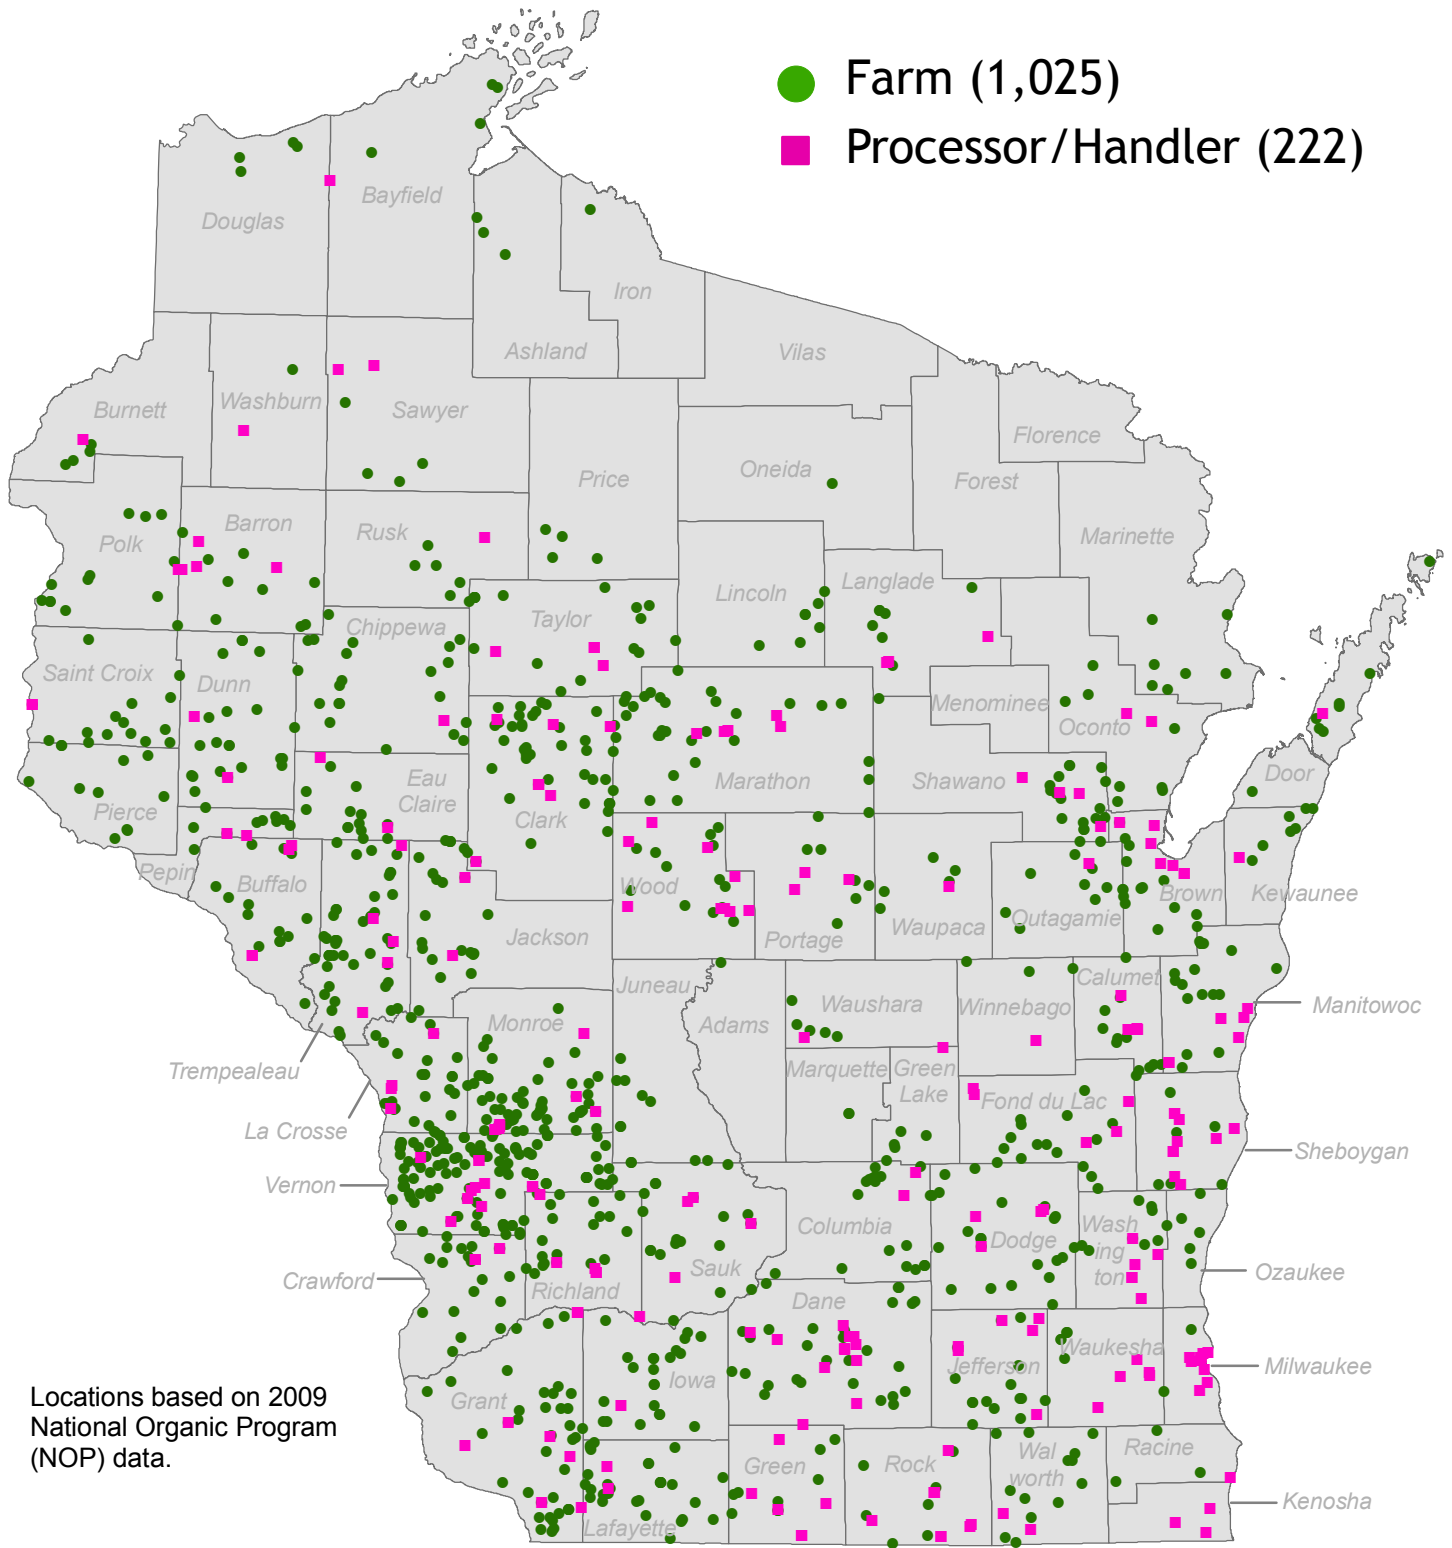 Farm (1,025)
Processor/Handler (222)
Bayfield
Douglas
Iron
Ashland
Vilas
Burnett
Washburn
Sawyer
Florence
Oneida
Price
Forest
Barron
Rusk
Polk
Marinette
Langlade
Lincoln
Taylor
Chippewa
Saint Croix
Dunn
Menominee
Oconto
Door
Eau
Claire
Marathon
Shawano
Pierce
Clark
Pepin
Buffalo
Wood
Brown
Kewaunee
Outagamie
Waupaca
Portage
Jackson
Calumet
Juneau
Waushara
Winnebago
Manitowoc
Monroe
Adams
Trempealeau
Marquette
Green
Lake
Fond du Lac
La Crosse
Sheboygan
Vernon
Columbia
Wash
ing
ton
Dodge
Sauk
Crawford
Ozaukee
Richland
Dane
Waukesha
Jefferson
Milwaukee
Iowa
Grant
Locations based on 2009
National Organic Program
(NOP) data.
Racine
Wal
worth
Green
Rock
Kenosha
Lafayette